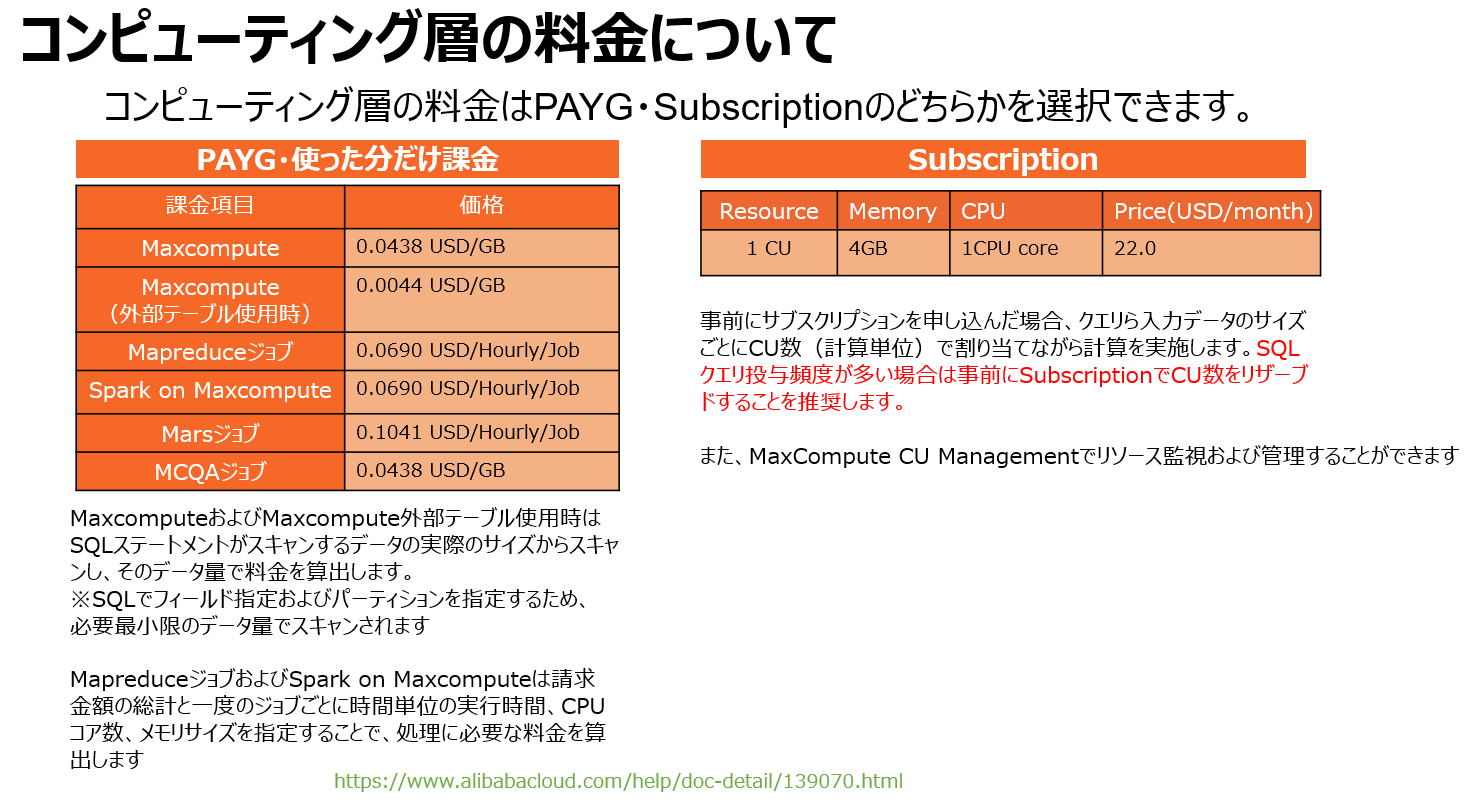 コンピューティング層の料金について
コンピューティング層の料金はPAYG・Subscriptionのどちらかを選択できます。
PAYG・使った分だけ課金
課金項目 価格
Maxcompute 0.0438 USD/GB
Maxcompute
（外部テーブル使用時） 0.0044 USD/GB
Mapreduceジョブ 0.0690 USD/Hourly/Job
Spark on Maxcompute 0.0690 USD/Hourly/Job
Marsジョブ 0.1041 USD/Hourly/Job
MCQAジョブ 0.0438 USD/GB
MaxcomputeおよびMaxcompute外部テーブル使用時は
SQLステートメントがスキャンするデータの実際のサイズからスキャ
ンし、そのデータ量で料金を算出します。
※SQLでフィールド指定およびパーティションを指定するため、
必要最小限のデータ量でスキャンされます
MapreduceジョブおよびSpark on Maxcomputeは請求
金額の総計と一度のジョブごとに時間単位の実行時間、CPU
コア数、メモリサイズを指定することで、処理に必要な料金を算
出します
Subscription
Resource Memory CPU Price(USD/month)
1 CU 4GB 1CPU core 22.0
事前にサブスクリプションを申し込んだ場合、クエリら入力データのサイズ
ごとにCU数（計算単位）で割り当てながら計算を実施します。SQL
クエリ投与頻度が多い場合は事前にSubscriptionでCU数をリザーブ
ドすることを推奨します。
また、MaxCompute CU Managementでリソース監視および管理することができます
https://www.alibabacloud.com/help/doc-detail/139070.html